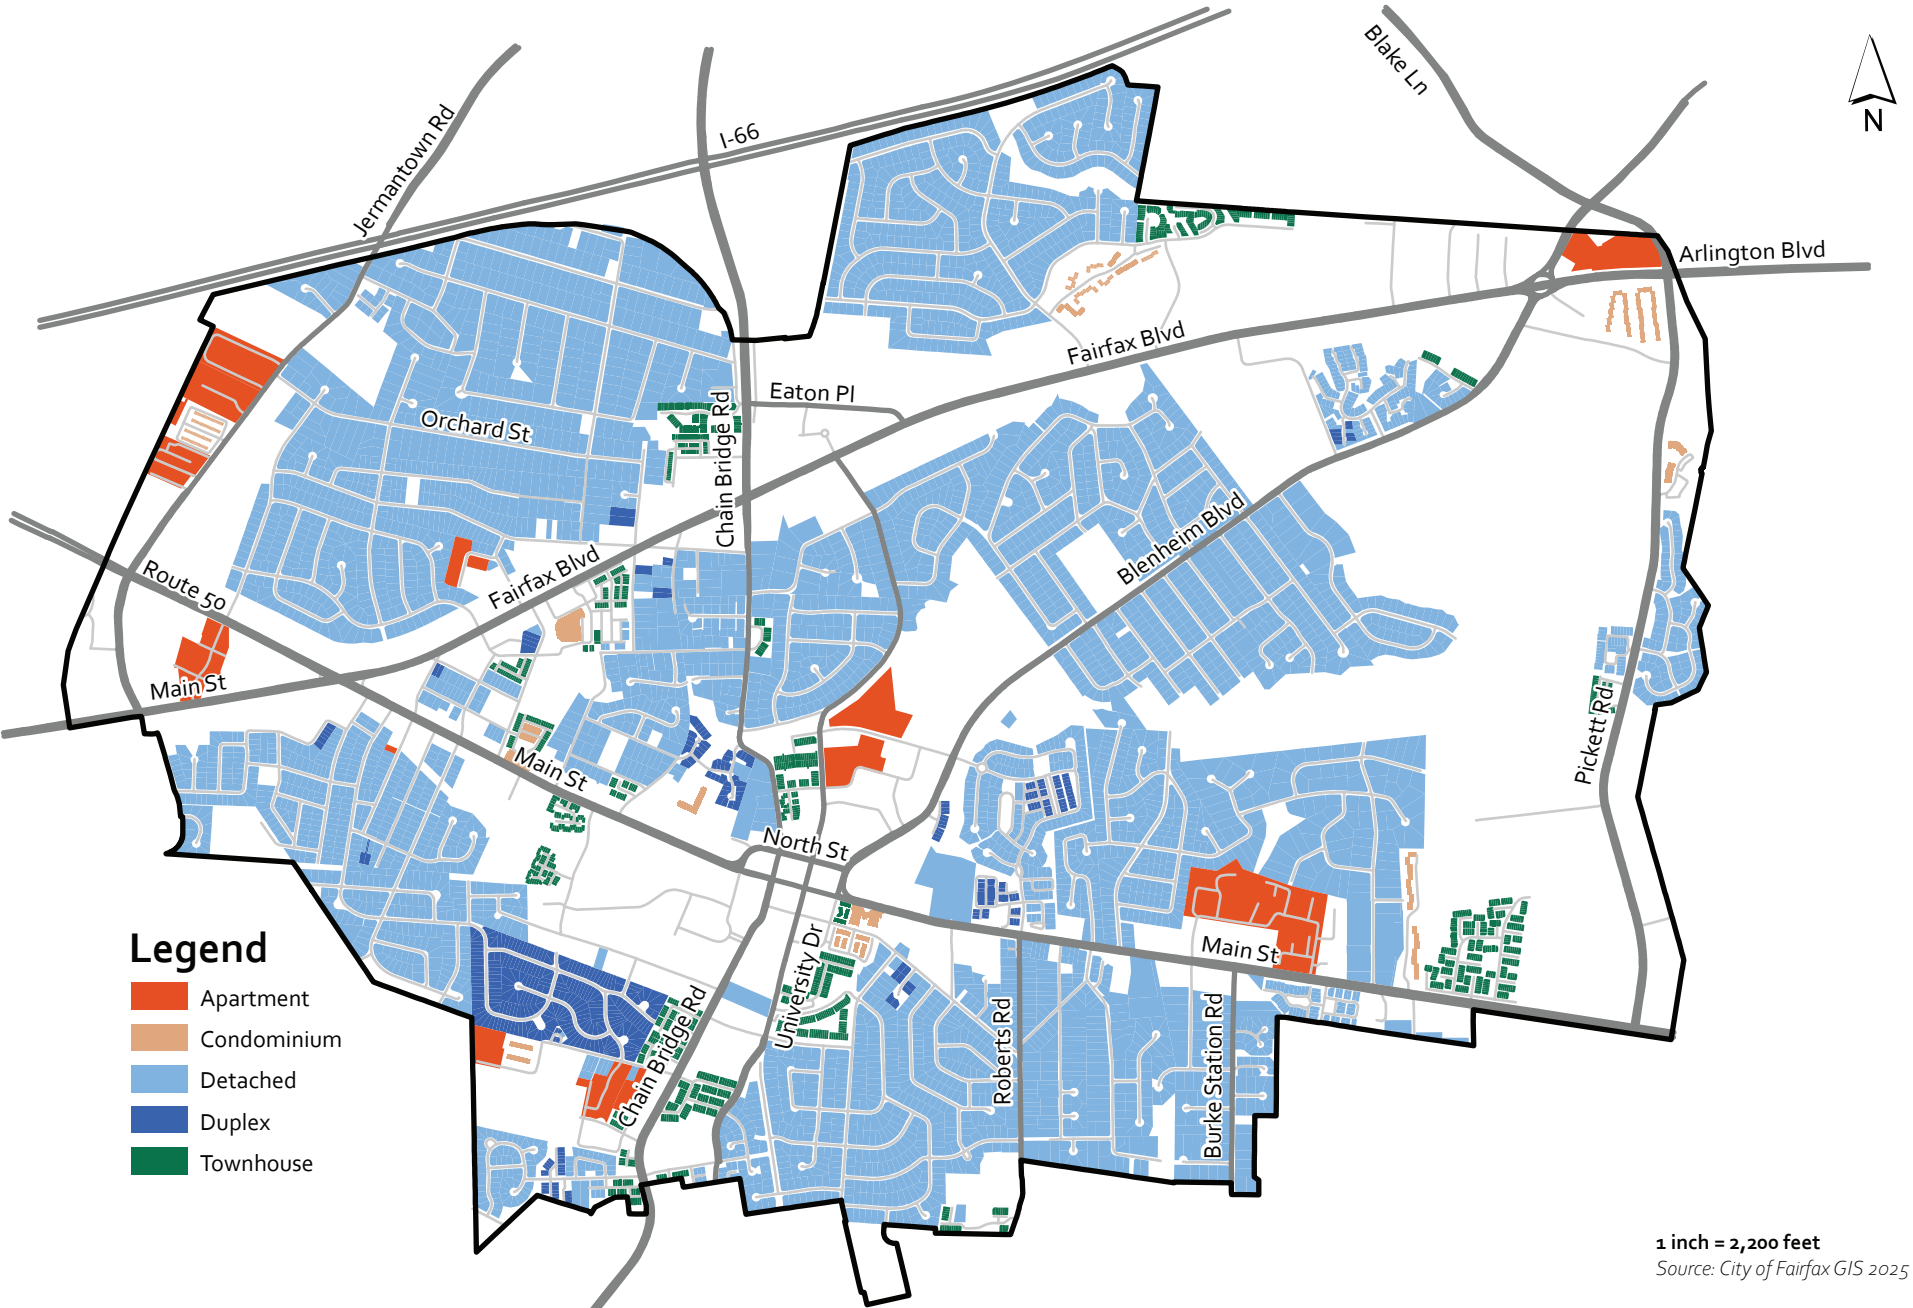 Blake Ln
I-66
N
Jermantown Rd
Arlington Blvd
Fairfax Blvd
Eaton Pl
Orchard St
Chain Bridge Rd
Blenheim Blvd
Fairfax Blvd
Route 50
Main St
Pickett Rd
Main St
North St
Main St
University Dr
Chain Bridge Rd
Roberts Rd
Burke Station Rd
Legend
Apartment
Condominium
Detached
Duplex
Townhouse
1 inch = 2,200 feet
Source: City of Fairfax GIS 2025